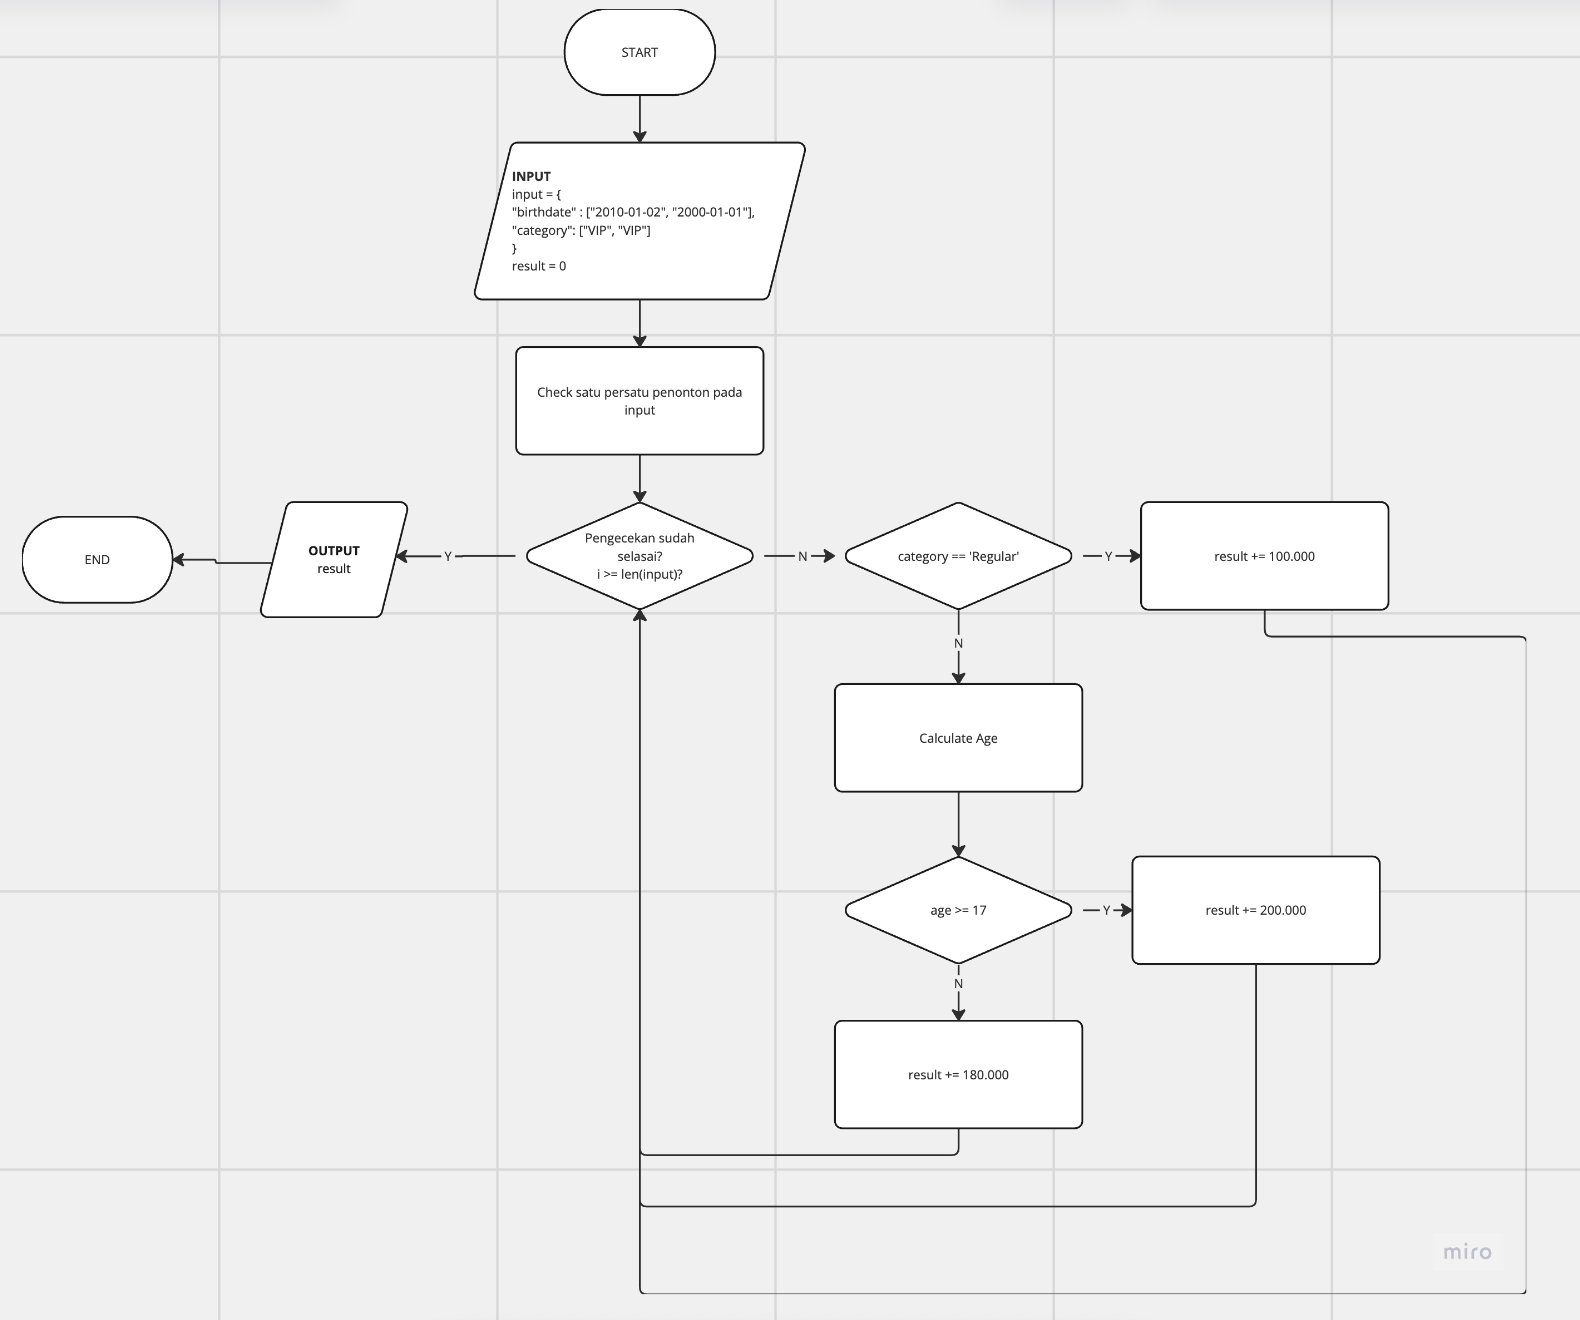 START
INPUT
input = {
"birthdate" : ["2010-01-02", "2000-01-01"],
"category": ["VIP", "VIP"]
}
result = 0
Check satu persatu penonton pada
input
END
OUTPUT
result
Y
Pengecekan sudah
selasai?
i >= len(input)?
N
category == 'Regular'
Y
result += 100.000
N
Calculate Age
age >= 17
Y
result += 200.000
N
result += 180.000
miro